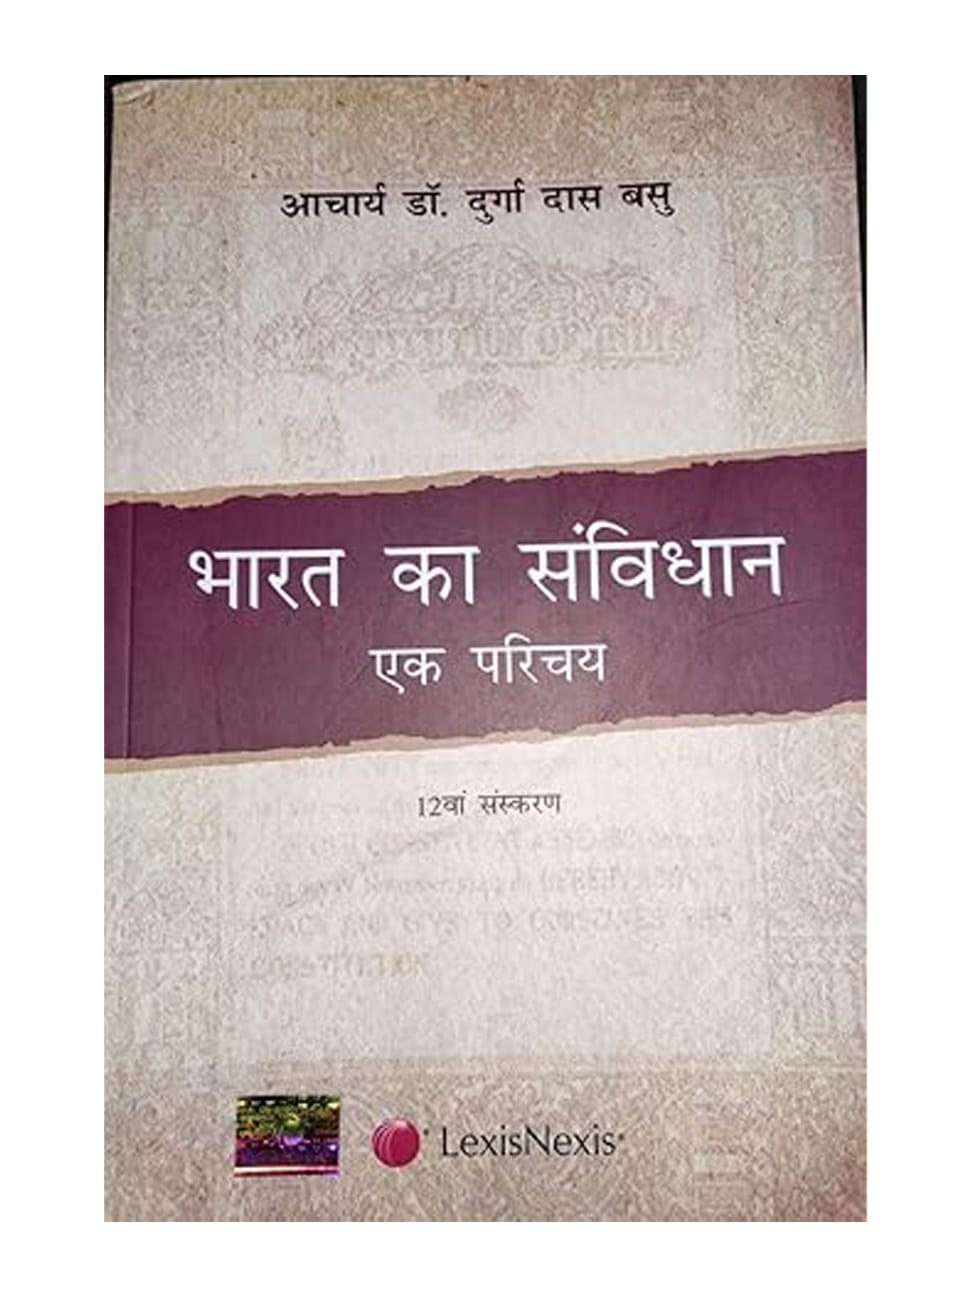 आचार्य डॉ. दुर्गा दास बसु
भारत का संविधान
एक परिचय
12वां संस्करण
LexisNexis®